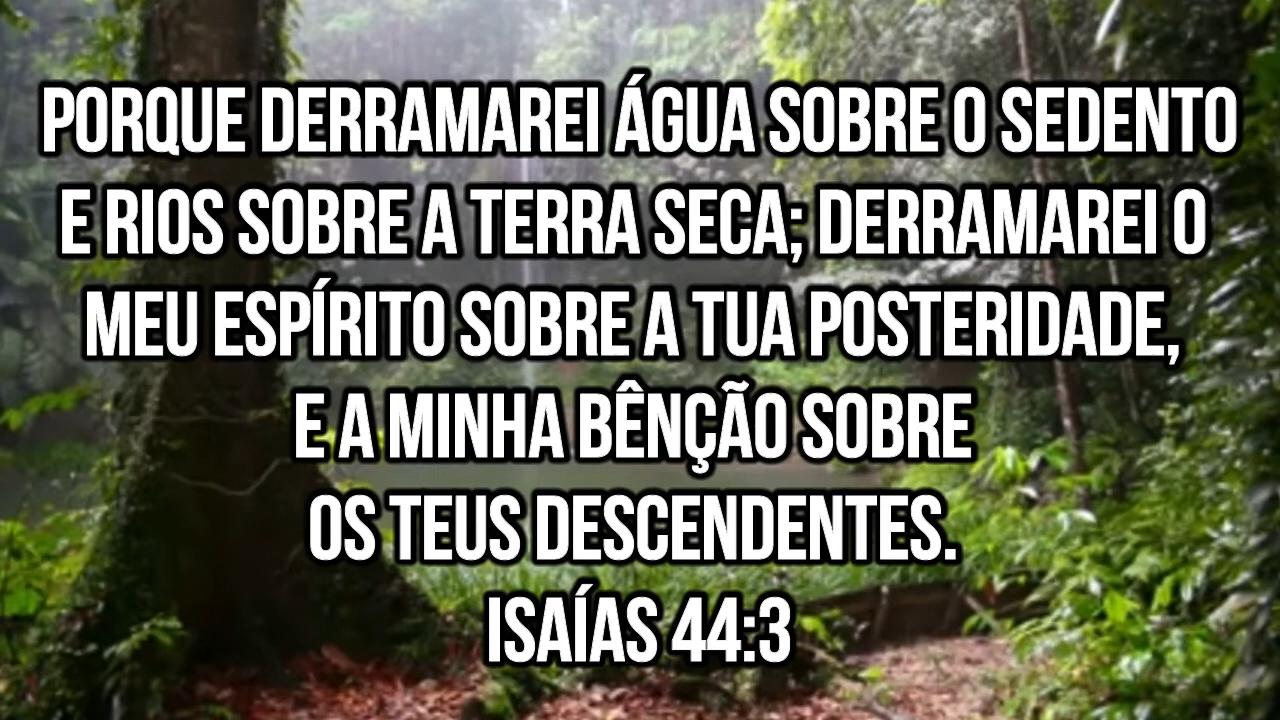 PORQUE DERRAMAREI ÁGUA SOBRE O SEDENTO
E RIOS SOBRE A TERRA SECA; DERRAMAREI O
MEU ESPÍRITO SOBRE A TUA POSTERIDADE,
E A MINHA BÊNÇÃO SOBRE
OS TEUS DESCENDENTES.
ISAÍAS 44:3